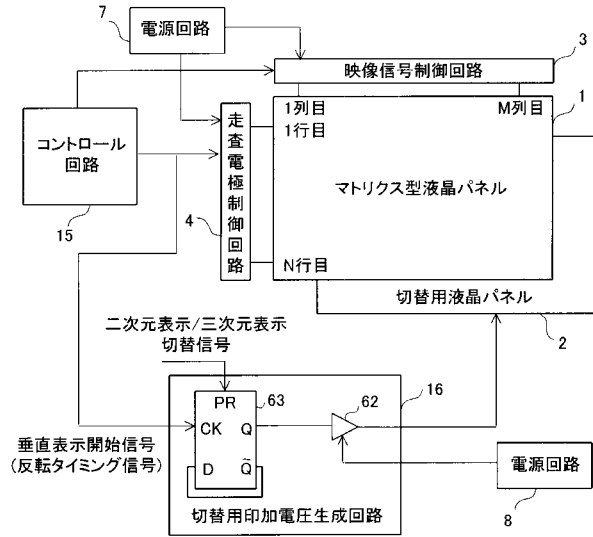 7
電源回路
3
映像信号制御回路
1
1列目
M列目
1行目
コントロール
回路
15
走査電極制御回路
4
マトリクス型液晶パネル
N行目
切替用液晶パネル
2
二次元表示/三次元表示
切替信号
16
PR
63
62
CK
Q
D
Q̅
垂直表示開始信号
(反転タイミング信号)
切替用印加電圧生成回路
電源回路
8